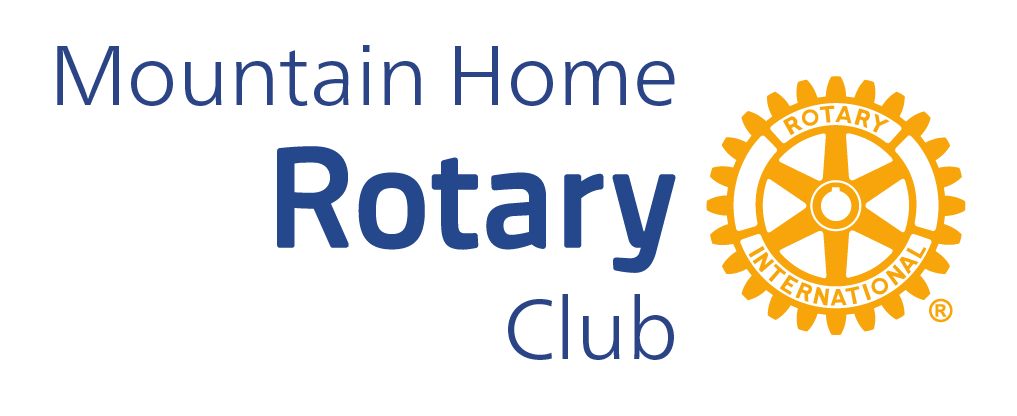 Mountain Home
Rotary
Club
ROTARY
INTERNATIONAL
®